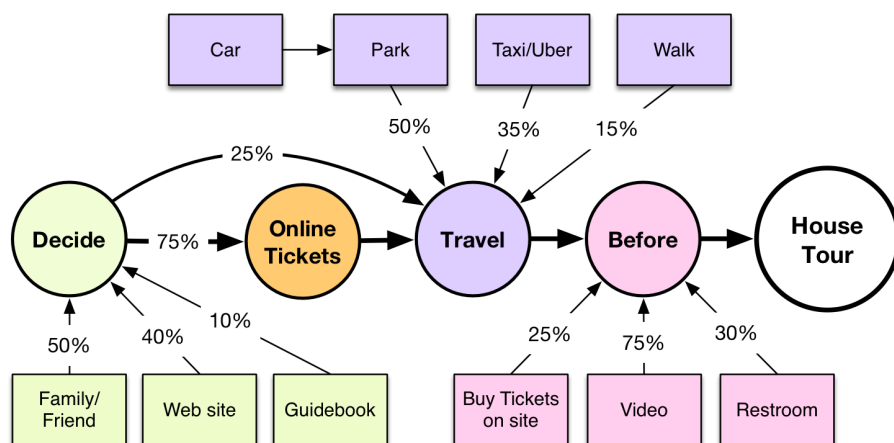 Car
Park
Taxi/Uber
Walk
50%
35%
15%
25%
Decide
75%
Online
Tickets
Travel
Before
House
Tour
50%
40%
10%
25%
75%
30%
Family/
Friend
Web site
Guidebook
Buy Tickets
on site
Video
Restroom